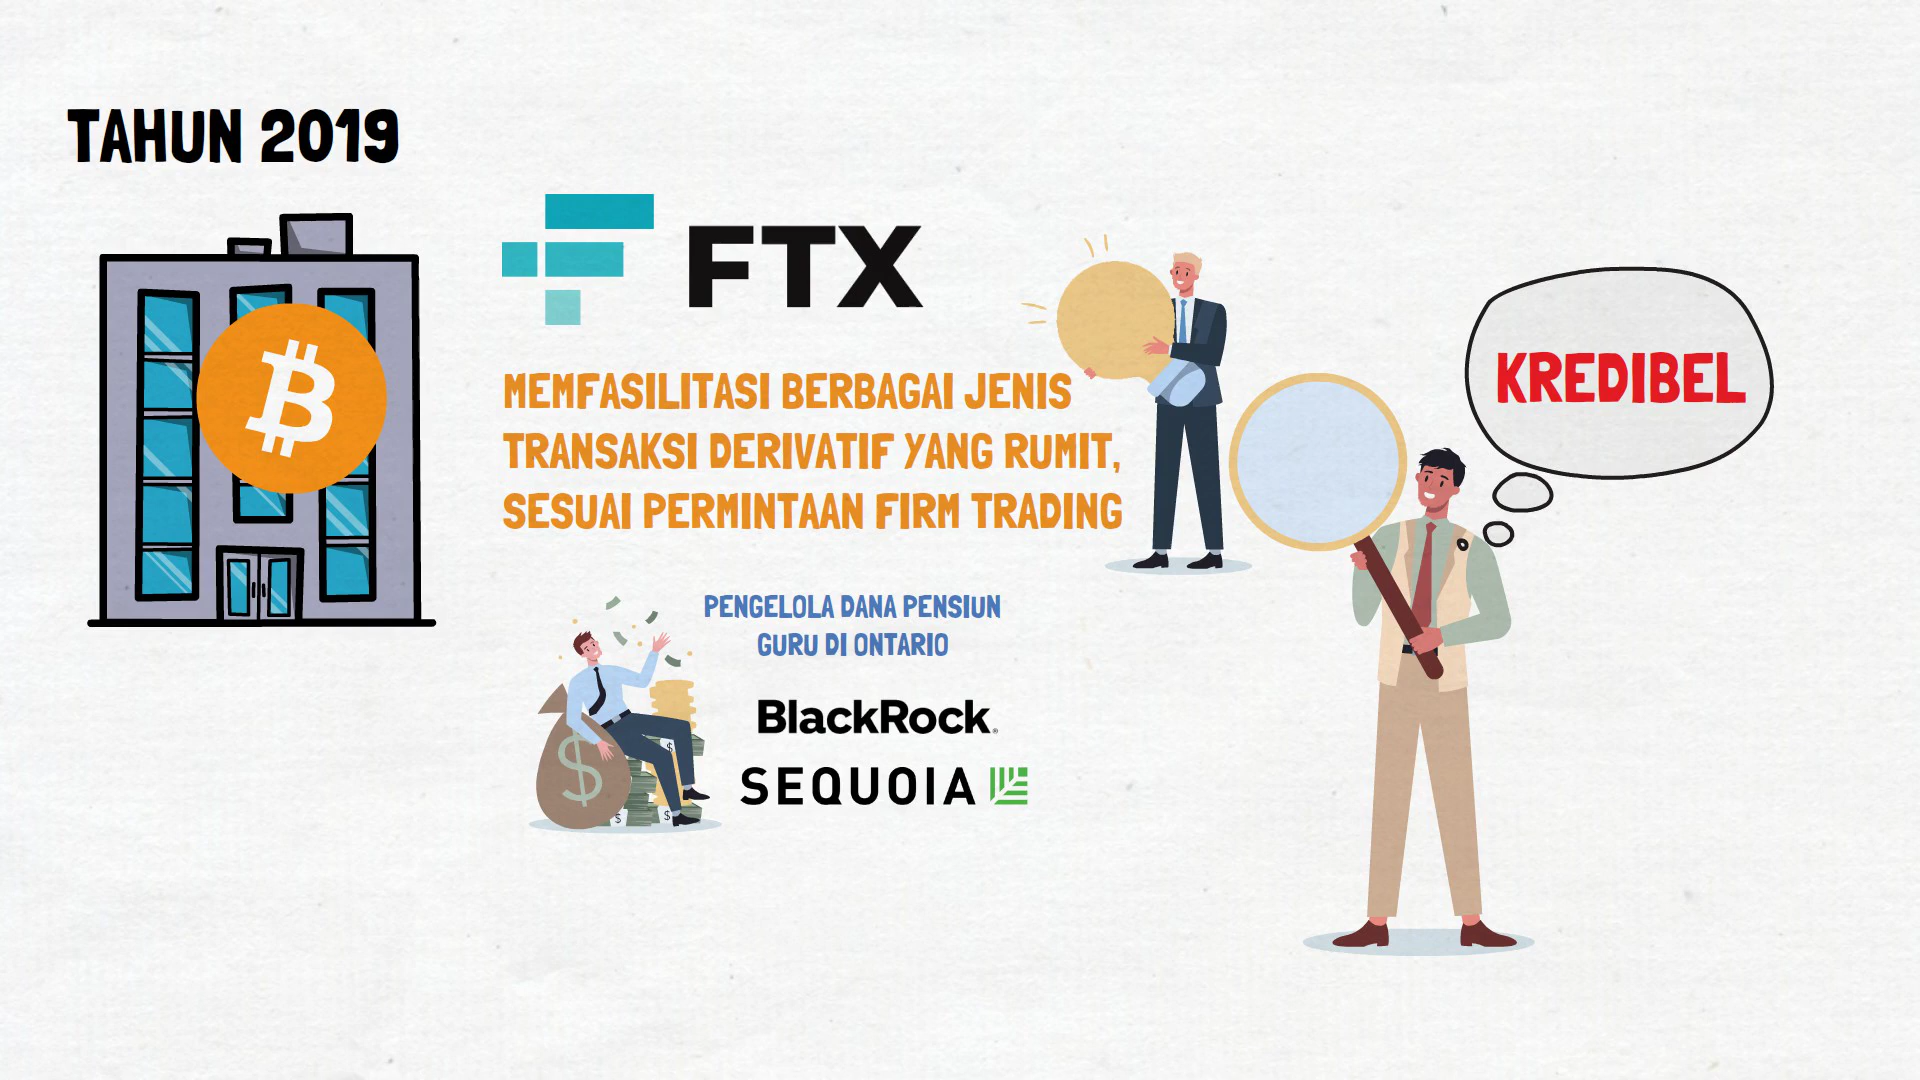 TAHUN 2019
FTX
MEMFASILITASI BERBAGAI JENIS
TRANSAKSI DERIVATIF YANG RUMIT,
SESUAI PERMINTAAN FIRM TRADING
KREDIBEL
PENGELOLA DANA PENSIUN
GURU DI ONTARIO
BlackRock®
SEQUOIA